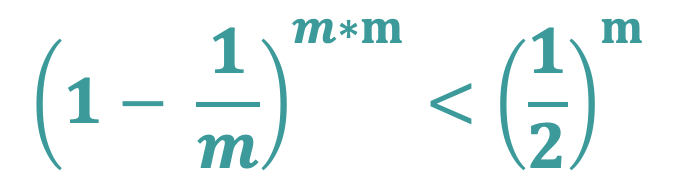 (1 − 1/m)^{m*m} < (1/2)^m